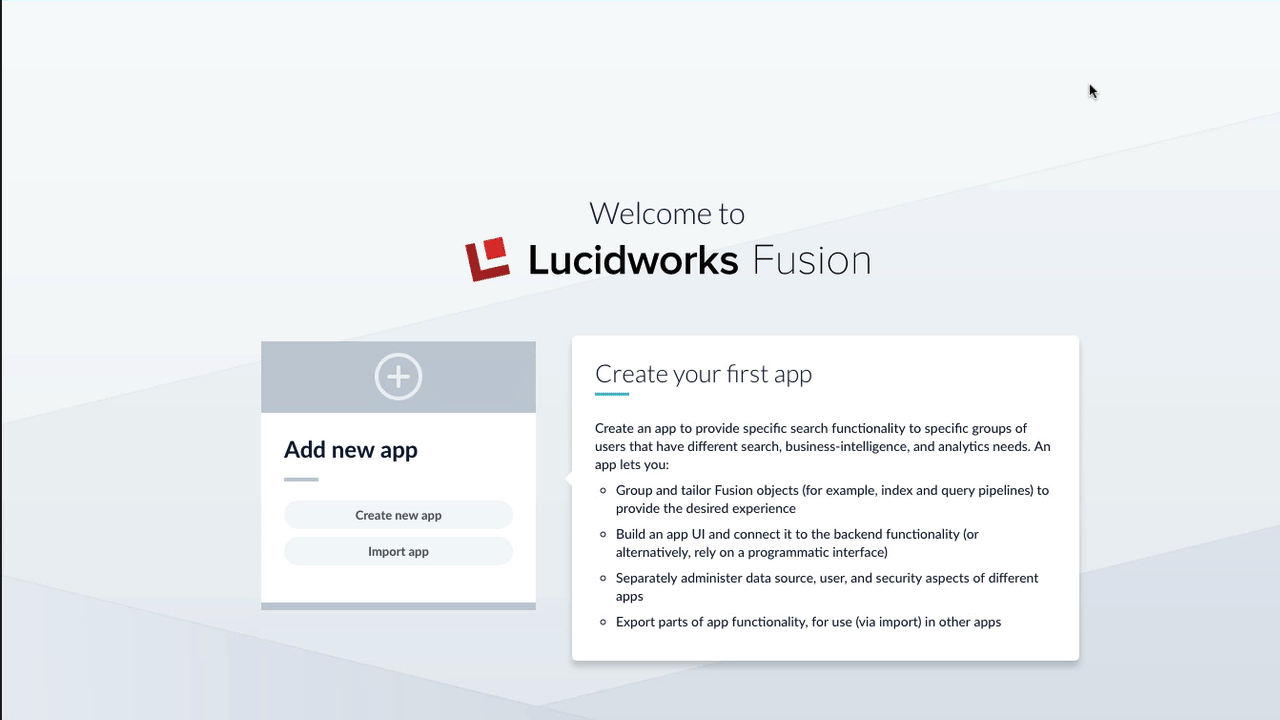 Welcome to
Lucidworks Fusion
Add new app
Create new app
Import app
Create your first app
Create an app to provide specific search functionality to specific groups of
users that have different search, business-intelligence, and analytics needs. An
app lets you:
Group and tailor Fusion objects (for example, index and query pipelines) to
provide the desired experience
Build an app UI and connect it to the backend functionality (or
alternatively, rely on a programmatic interface)
Separately administer data source, user, and security aspects of different
apps
Export parts of app functionality, for use (via import) in other apps